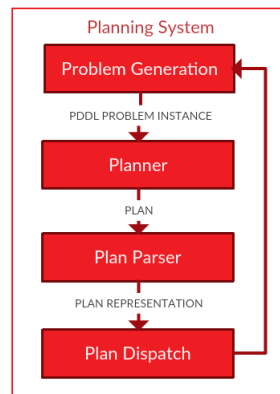 Planning System
Problem Generation
PDDL PROBLEM INSTANCE
Planner
PLAN
Plan Parser
PLAN REPRESENTATION
Plan Dispatch